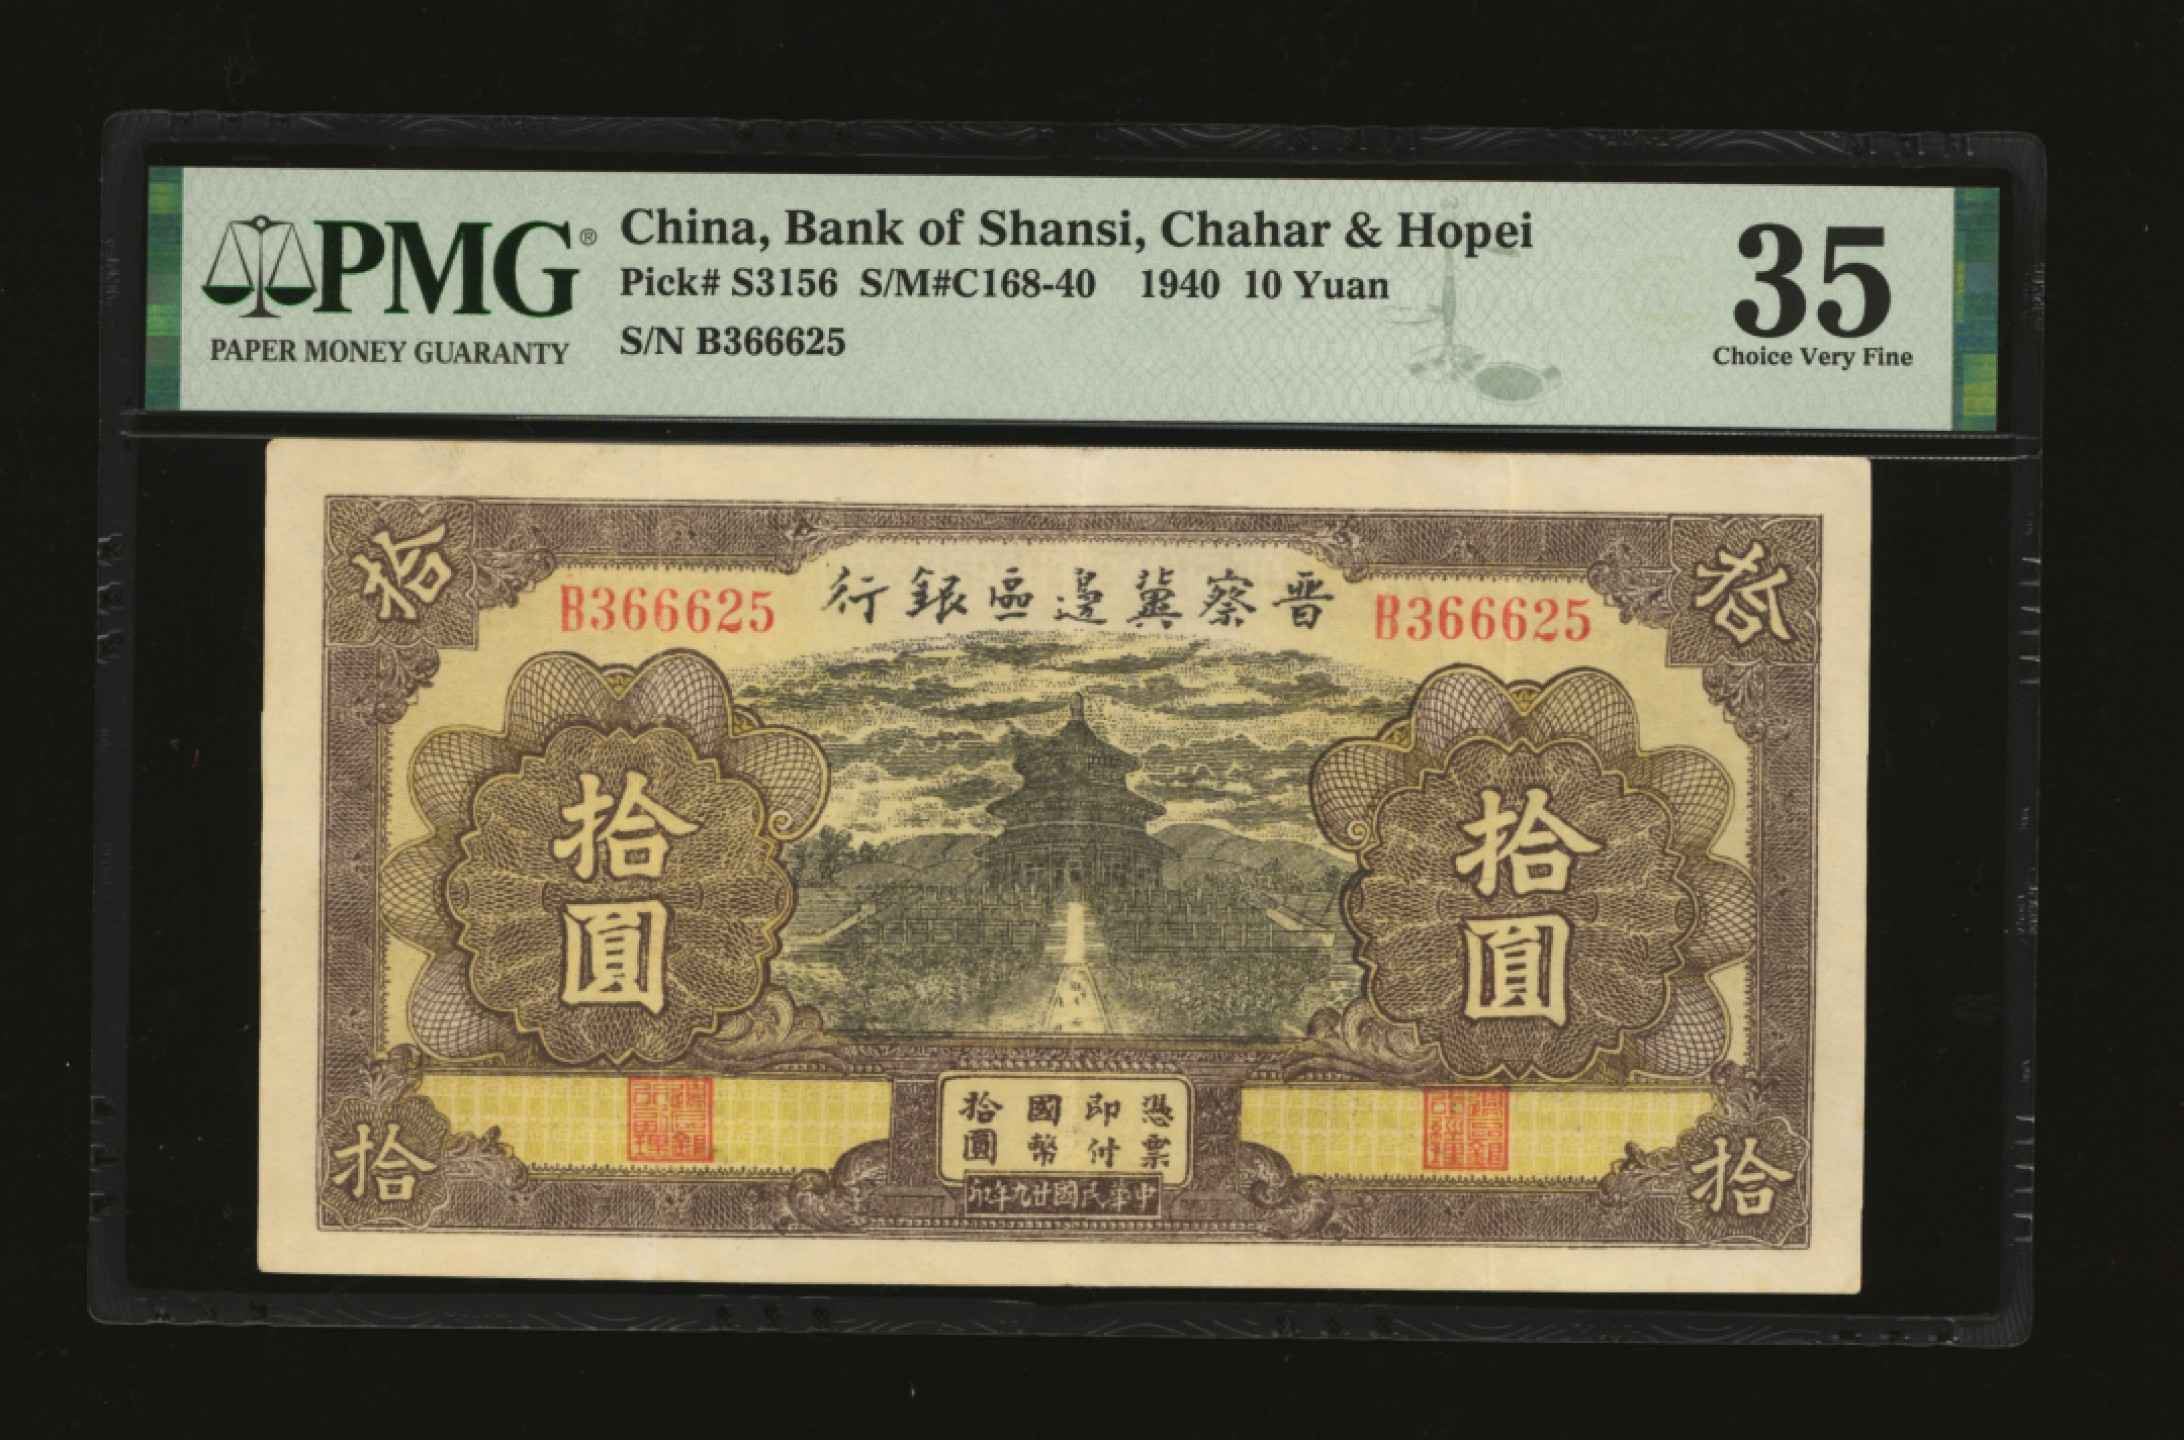 PMG®
PAPER MONEY GUARANTY
China, Bank of Shansi, Chahar & Hopei
Pick# S3156 S/M#C168-40 1940 10 Yuan
S/N B366625
35
Choice Very Fine
拾
拾
B366625
行銀區邊冀察晋
B366625
拾圓
拾圓
憑票
即付
國幣
拾圓
拾
拾
印年九廿國民華中